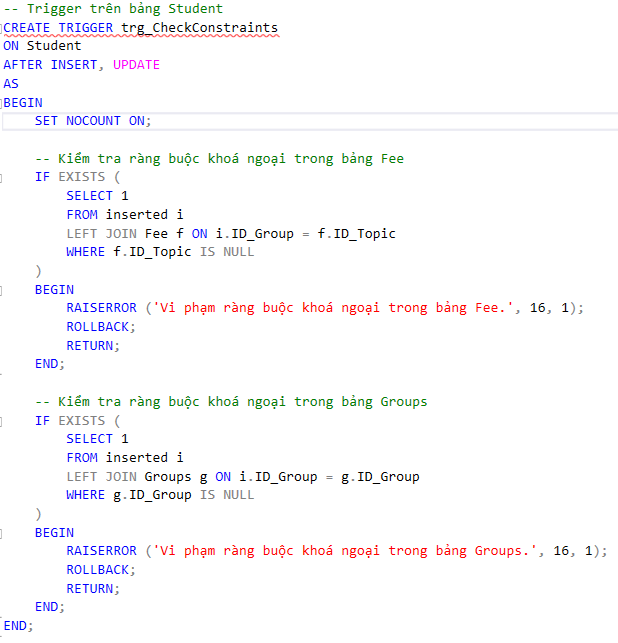 -- Trigger trên bảng Student
CREATE TRIGGER trg_CheckConstraints
ON Student
AFTER INSERT, UPDATE
AS
BEGIN
    SET NOCOUNT ON;

    -- Kiểm tra ràng buộc khoá ngoại trong bảng Fee
    IF EXISTS (
        SELECT 1
        FROM inserted i
        LEFT JOIN Fee f ON i.ID_Group = f.ID_Topic
        WHERE f.ID_Topic IS NULL
    )
    BEGIN
        RAISERROR ('Vi phạm ràng buộc khoá ngoại trong bảng Fee.', 16, 1);
        ROLLBACK;
        RETURN;
    END;

    -- Kiểm tra ràng buộc khoá ngoại trong bảng Groups
    IF EXISTS (
        SELECT 1
        FROM inserted i
        LEFT JOIN Groups g ON i.ID_Group = g.ID_Group
        WHERE g.ID_Group IS NULL
    )
    BEGIN
        RAISERROR ('Vi phạm ràng buộc khoá ngoại trong bảng Groups.', 16, 1);
        ROLLBACK;
        RETURN;
    END;
END;